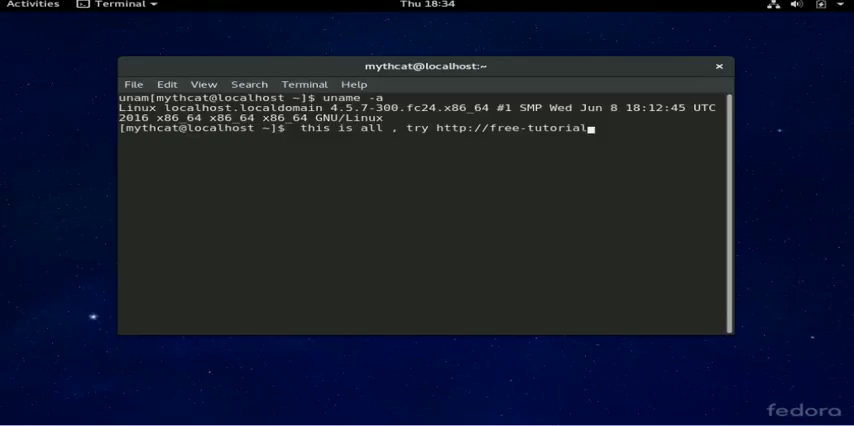 Activities Terminal Thu 18:34
mythcat@localhost:~
File Edit View Search Terminal Help
unam[mythcat@localhost ~]$ uname -a
Linux localhost.localdomain 4.5.7-300.fc24.x86_64 #1 SMP Wed Jun 8 18:12:45 UTC
2016 x86_64 x86_64 x86_64 GNU/Linux
[mythcat@localhost ~]$  this is all , try http://free-tutorial
fedora